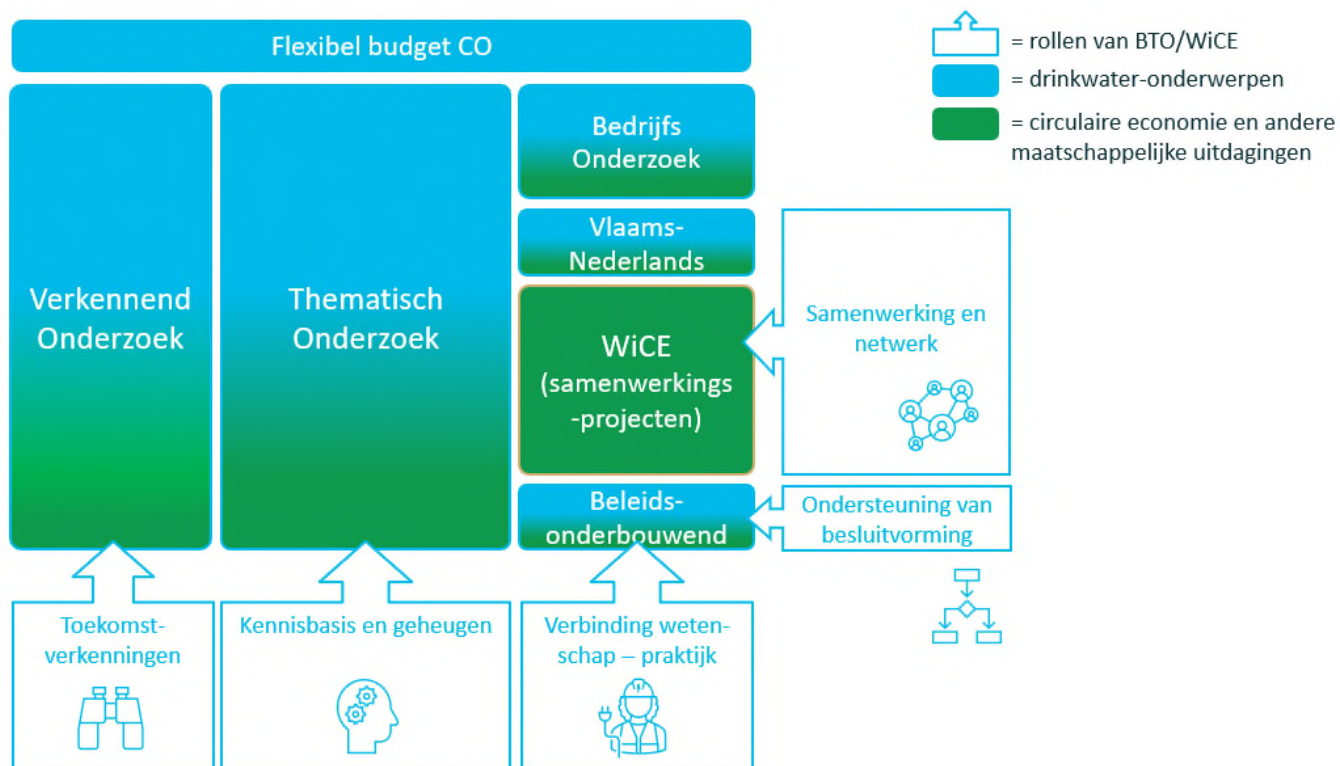 Flexibel budget CO
Verkennend
Onderzoek
Thematisch
Onderzoek
Bedrijfs
Onderzoek
Vlaams-
Nederlands
WiCE
(samenwerkings
-projecten)
Beleids-
onderbouwend
Samenwerking en
netwerk
Ondersteuning van
besluitvorming
Toekomst-
verkenningen
Kennisbasis en geheugen
Verbinding weten-
schap – praktijk
= rollen van BTO/WiCE
= drinkwater-onderwerpen
= circulaire economie en andere
maatschappelijke uitdagingen